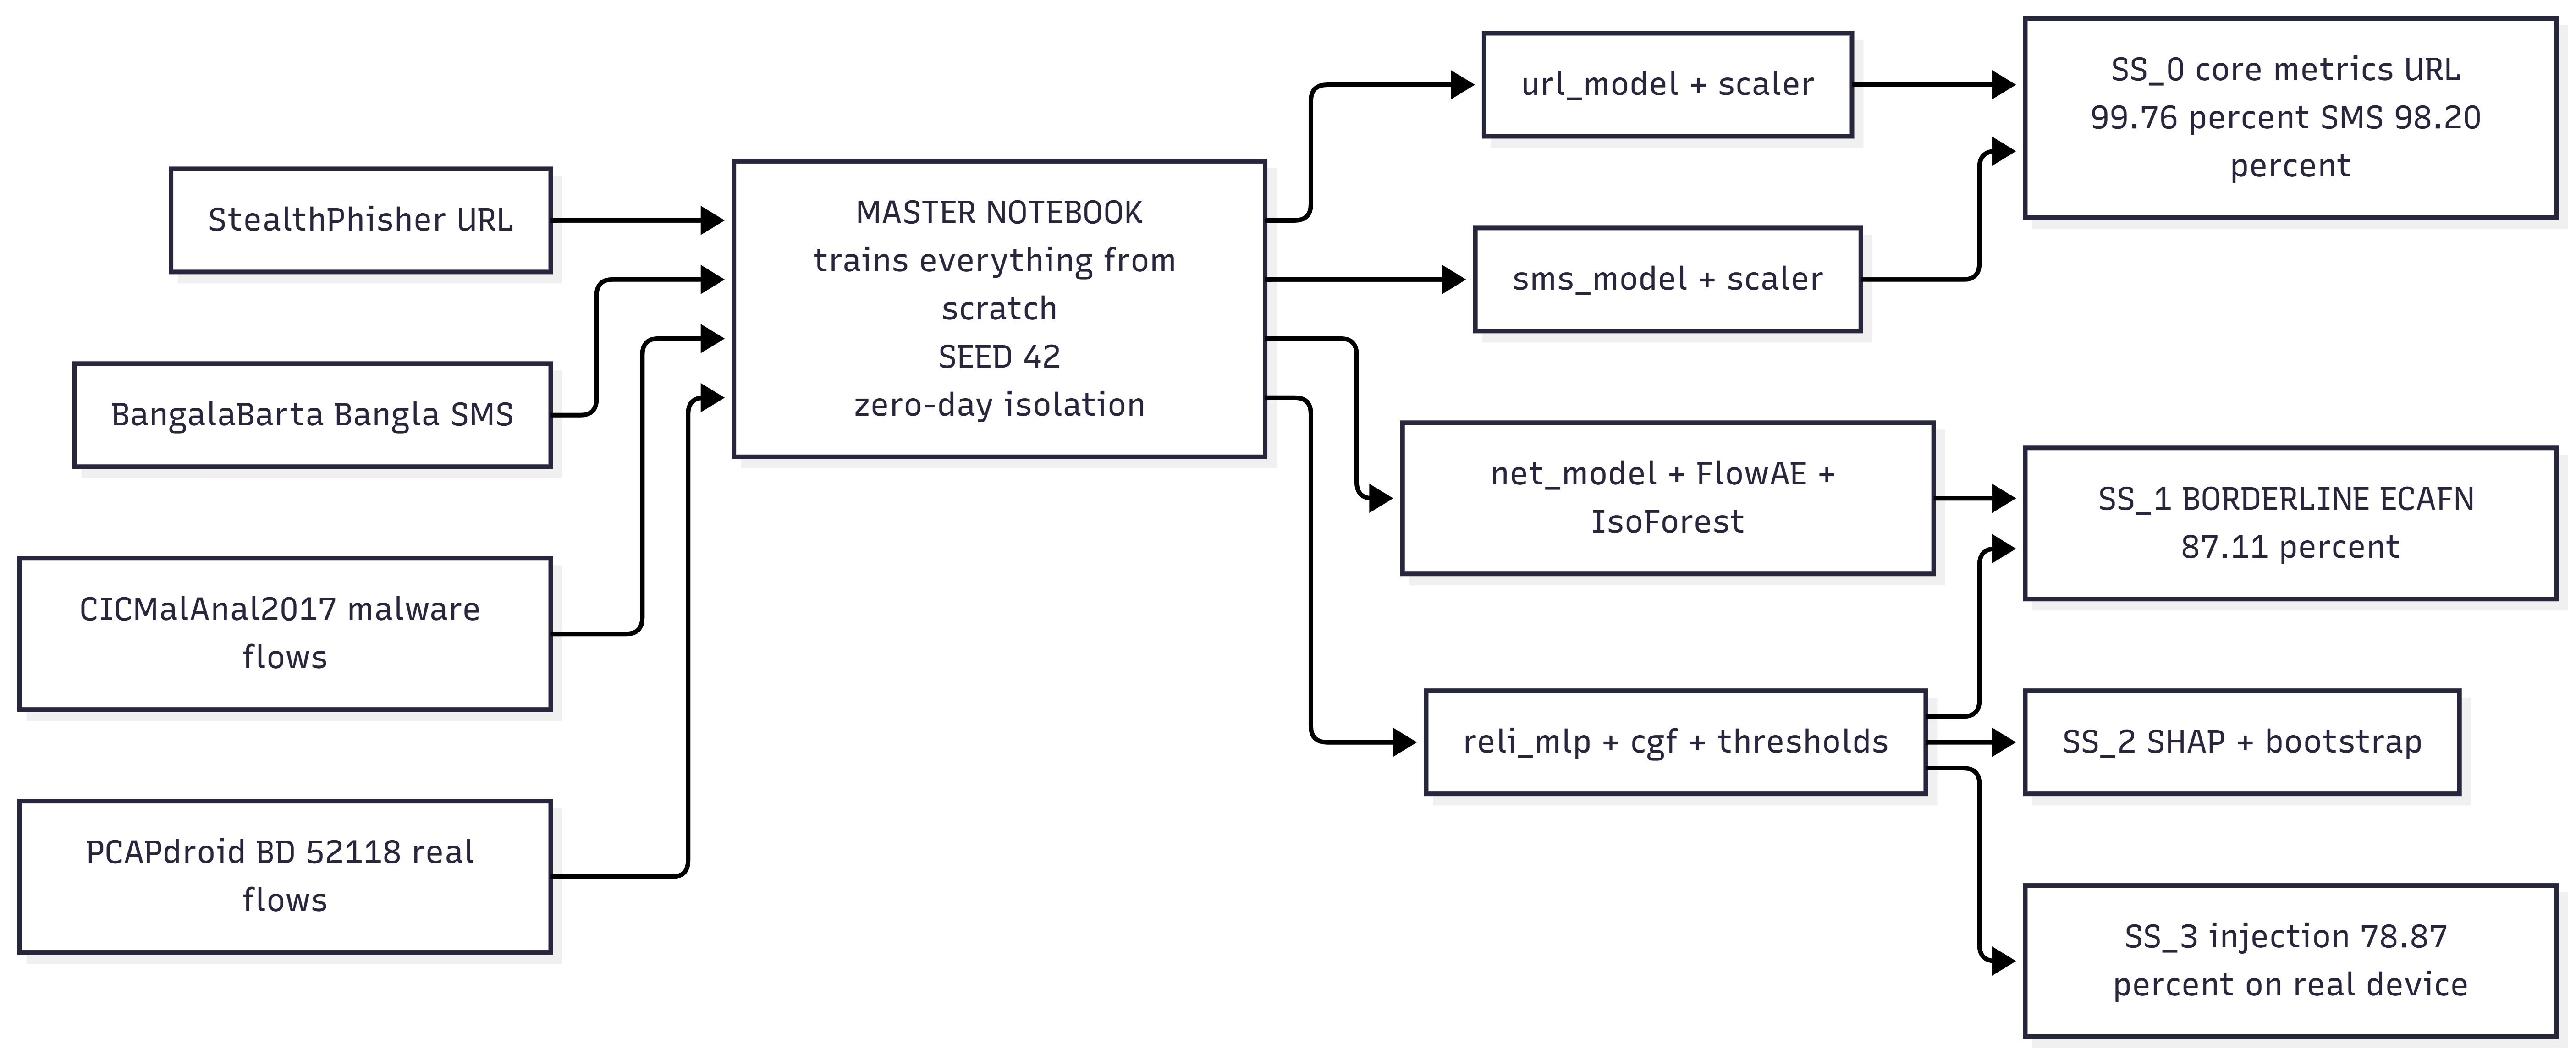 StealthPhisher URL
BangalaBarta Bangla SMS
CICMalAnal2017 malware
flows
PCAPdroid BD 52118 real
flows
MASTER NOTEBOOK
trains everything from
scratch
SEED 42
zero-day isolation
url_model + scaler
sms_model + scaler
net_model + FlowAE +
IsoForest
reli_mlp + cgf + thresholds
SS_0 core metrics URL
99.76 percent SMS 98.20
percent
SS_1 BORDERLINE ECAFN
87.11 percent
SS_2 SHAP + bootstrap
SS_3 injection 78.87
percent on real device